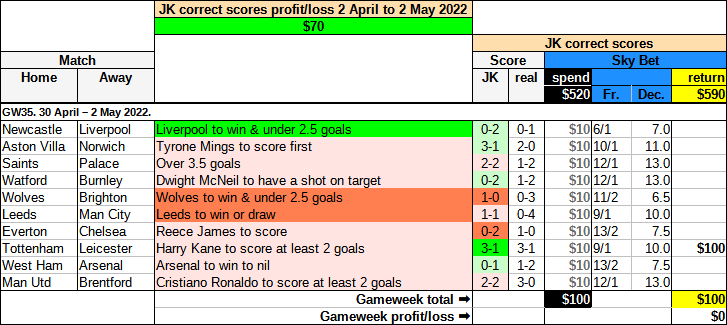 JK correct scores profit/loss 2 April to 2 May 2022
$70
JK correct scores
Match Score Sky Bet
Home Away JK real spend return
$520 Fr. Dec. $590
GW35. 30 April – 2 May 2022.
Newcastle Liverpool Liverpool to win & under 2.5 goals 0-2 0-1 $10 6/1 7.0
Aston Villa Norwich Tyrone Mings to score first 3-1 2-0 $10 10/1 11.0
Saints Palace Over 3.5 goals 2-2 1-2 $10 12/1 13.0
Watford Burnley Dwight McNeil to have a shot on target 0-2 1-2 $10 12/1 13.0
Wolves Brighton Wolves to win & under 2.5 goals 1-0 0-3 $10 11/2 6.5
Leeds Man City Leeds to win or draw 1-1 0-4 $10 9/1 10.0
Everton Chelsea Reece James to score 0-2 1-0 $10 13/2 7.5
Tottenham Leicester Harry Kane to score at least 2 goals 3-1 3-1 $10 9/1 10.0 $100
West Ham Arsenal Arsenal to win to nil 0-1 1-2 $10 13/2 7.5
Man Utd Brentford Cristiano Ronaldo to score at least 2 goals 2-2 3-0 $10 12/1 13.0
Gameweek total ➡ $100 $100
Gameweek profit/loss ➡ $0